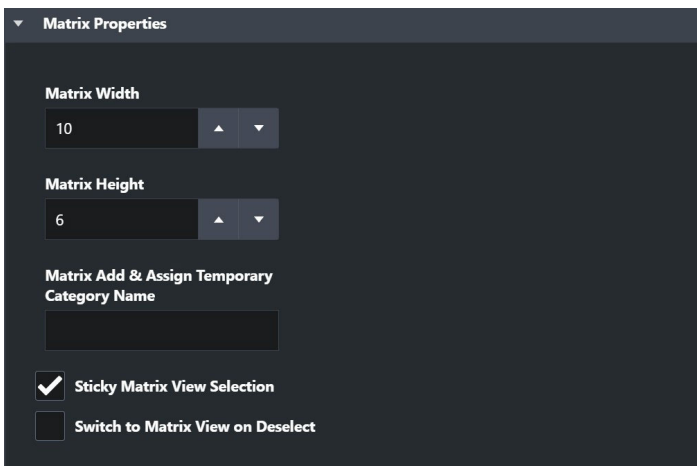 Matrix Properties
Matrix Width
10
Matrix Height
6
Matrix Add & Assign Temporary
Category Name
Sticky Matrix View Selection
Switch to Matrix View on Deselect